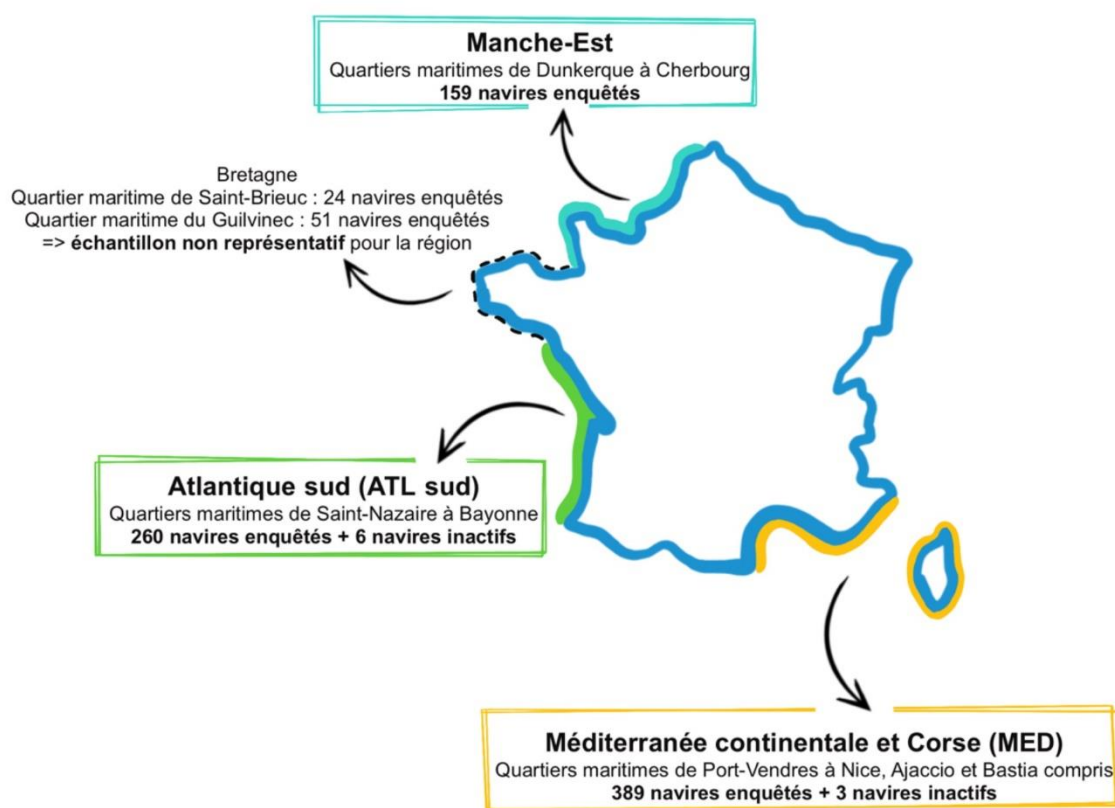 Manche-Est
Quartiers maritimes de Dunkerque à Cherbourg
159 navires enquêtés
Bretagne
Quartier maritime de Saint-Brieuc : 24 navires enquêtés
Quartier maritime du Guilvinec : 51 navires enquêtés
=> échantillon non représentatif pour la région
Atlantique sud (ATL sud)
Quartiers maritimes de Saint-Nazaire à Bayonne
260 navires enquêtés + 6 navires inactifs
Méditerranée continentale et Corse (MED)
Quartiers maritimes de Port-Vendres à Nice, Ajaccio et Bastia compris
389 navires enquêtés + 3 navires inactifs